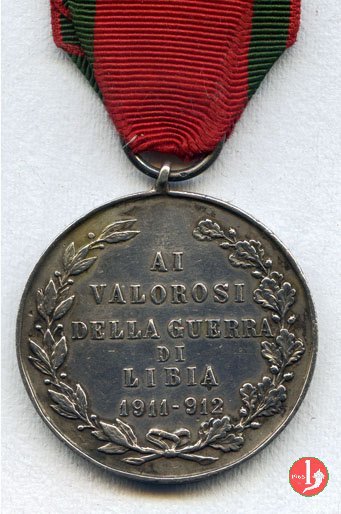 AI
VALOROSI
DELLA GUERRA
DI
LIBIA
1911-912